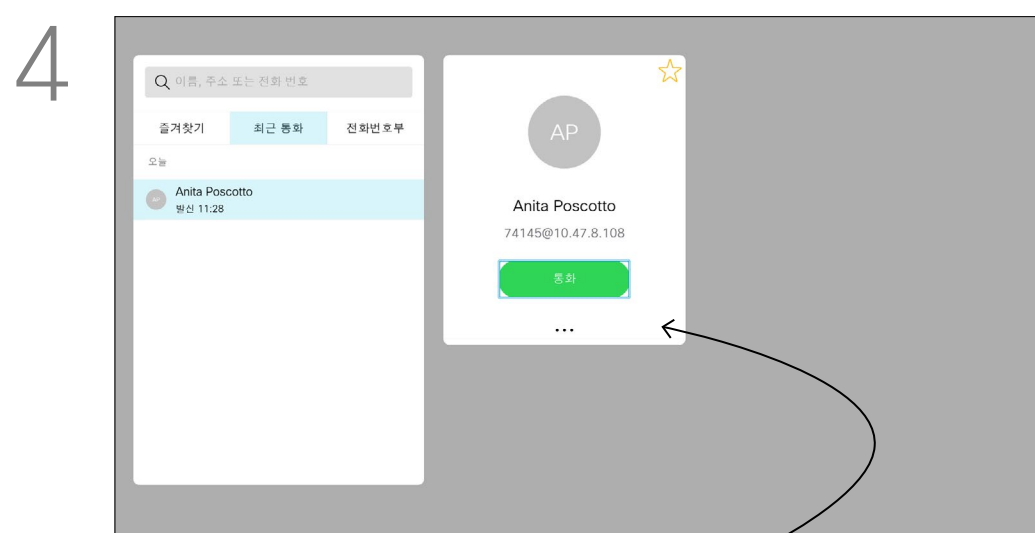 4
이름, 주소 또는 전화 번호
즐겨찾기 최근 통화 전화번호부
오늘
AP
Anita Poscotto
발신 11:28
AP
Anita Poscotto
74145@10.47.8.108
통화
...